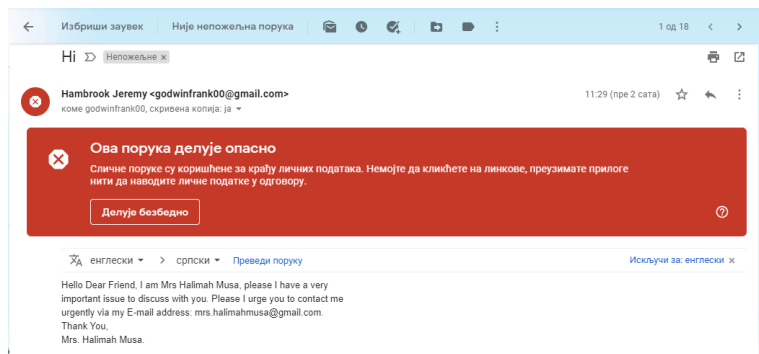 Избриши заувек Није непожељна порука 1 од 18
Hi Непожељне x
Hambrook Jeremy <godwinfrank00@gmail.com> 11:29 (пре 2 сата)
коме godwinfrank00, скривена копија: ја
Ова порука делује опасно
Сличне поруке су коришћене за крађу личних података. Немојте да кликћете на линкове, преузимате прилоге
нити да наводите личне податке у одговору.
Делује безбедно
енглески > српски Преведи поруку Искључи за: енглески x
Hello Dear Friend, I am Mrs Halimah Musa, please I have a very
important issue to discuss with you. Please I urge you to contact me
urgently via my E-mail address: mrs.halimahmusa@gmail.com.
Thank You,
Mrs. Halimah Musa.